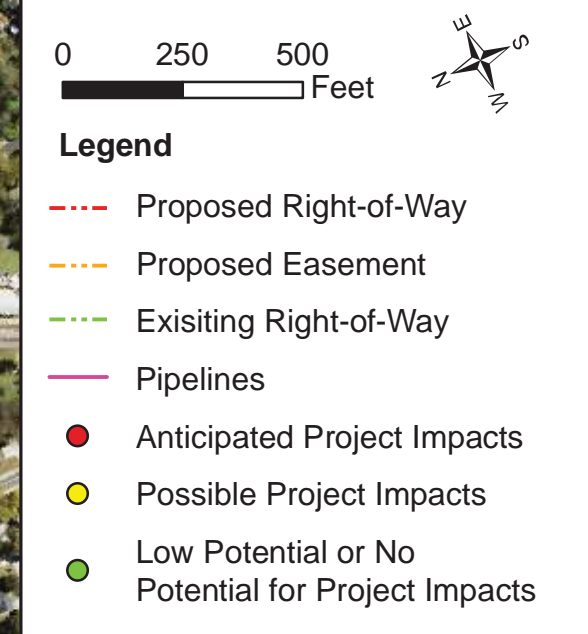 0 250 500
Feet
E
S
N
W
Legend
Proposed Right-of-Way
Proposed Easement
Exisiting Right-of-Way
Pipelines
Anticipated Project Impacts
Possible Project Impacts
Low Potential or No
Potential for Project Impacts